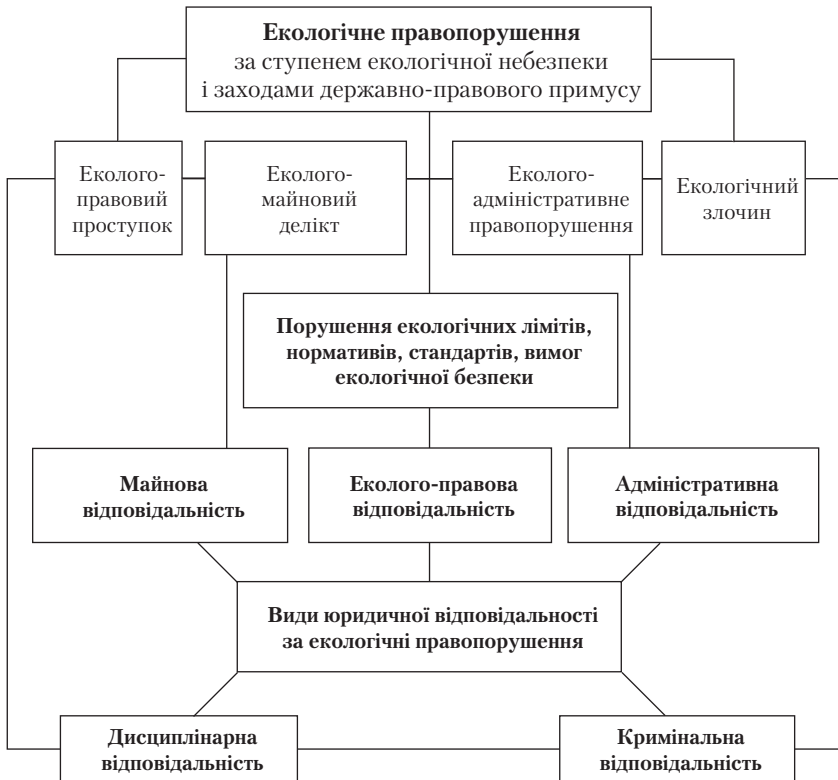 Екологічне правопорушення
за ступенем екологічної небезпеки
і заходами державно-правового примусу
Еколого-
правовий
проступок
Еколого-
майновий
делікт
Еколого-
адміністративне
правопорушення
Екологічний
злочин
Порушення екологічних лімітів,
нормативів, стандартів, вимог
екологічної безпеки
Майнова
відповідальність
Еколого-правова
відповідальність
Адміністративна
відповідальність
Види юридичної відповідальності
за екологічні правопорушення
Дисциплінарна
відповідальність
Кримінальна
відповідальність